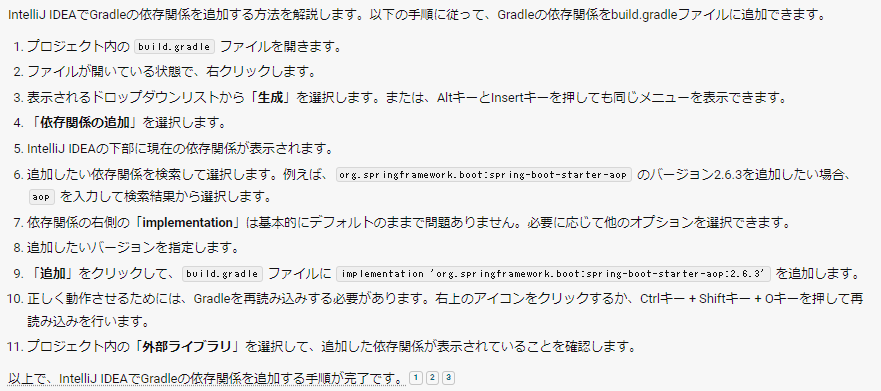 IntelliJ IDEAでGradleの依存関係を追加する方法を解説します。以下の手順に従って、Gradleの依存関係をbuild.gradleファイルに追加できます。
1. プロジェクト内の build.gradle ファイルを開きます。
2. ファイルが開いている状態で、右クリックします。
3. 表示されるドロップダウンリストから「生成」を選択します。または、AltキーとInsertキーを押しても同じメニューを表示できます。
4. 「依存関係の追加」を選択します。
5. IntelliJ IDEAの下部に現在の依存関係が表示されます。
6. 追加したい依存関係を検索して選択します。例えば、 org.springframework.boot:spring-boot-starter-aop のバージョン2.6.3を追加したい場合、
aop を入力して検索結果から選択します。
7. 依存関係の右側の「implementation」は基本的にデフォルトのままで問題ありません。必要に応じて他のオプションを選択できます。
8. 追加したいバージョンを指定します。
9. 「追加」をクリックして、 build.gradle ファイルに implementation 'org.springframework.boot:spring-boot-starter-aop:2.6.3' を追加します。
10. 正しく動作させるためには、Gradleを再読み込みする必要があります。右上のアイコンをクリックするか、Ctrlキー + Shiftキー + Oキーを押して再
読み込みを行います。
11. プロジェクト内の「外部ライブラリ」を選択して、追加した依存関係が表示されていることを確認します。
以上で、IntelliJ IDEAでGradleの依存関係を追加する手順が完了です。 1 2 3